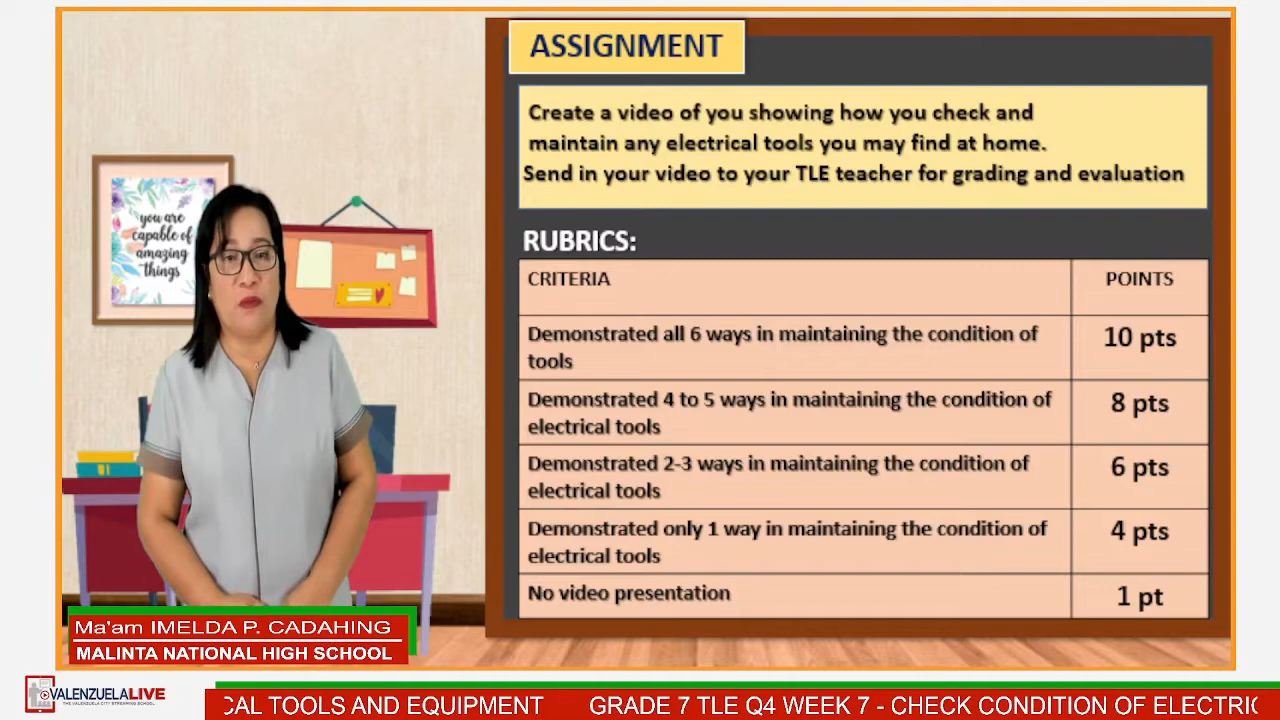 ASSIGNMENT
Create a video of you showing how you check and
maintain any electrical tools you may find at home.
Send in your video to your TLE teacher for grading and evaluation
you are
capable of
amazing
things
RUBRICS:
CRITERIA POINTS
Demonstrated all 6 ways in maintaining the condition of
tools
10 pts
Demonstrated 4 to 5 ways in maintaining the condition of
electrical tools
8 pts
Demonstrated 2-3 ways in maintaining the condition of
electrical tools
6 pts
Demonstrated only 1 way in maintaining the condition of
electrical tools
4 pts
No video presentation 1 pt
Ma'am IMELDA P. CADAHING
MALINTA NATIONAL HIGH SCHOOL
VALENZUELALIVE
THE VALENZUELA CITY STREAMING SCHOOL
CAL TOOLS AND EQUIPMENT GRADE 7 TLE Q4 WEEK 7 - CHECK CONDITION OF ELECTRIC